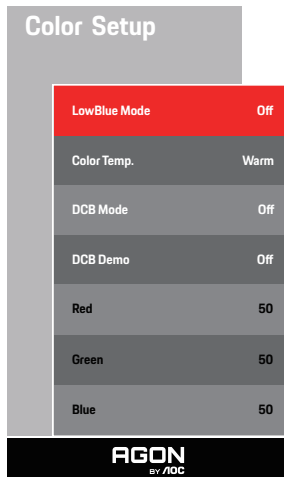 Color Setup
LowBlue Mode Off
Color Temp. Warm
DCB Mode Off
DCB Demo Off
Red 50
Green 50
Blue 50
AGON
BY AOC